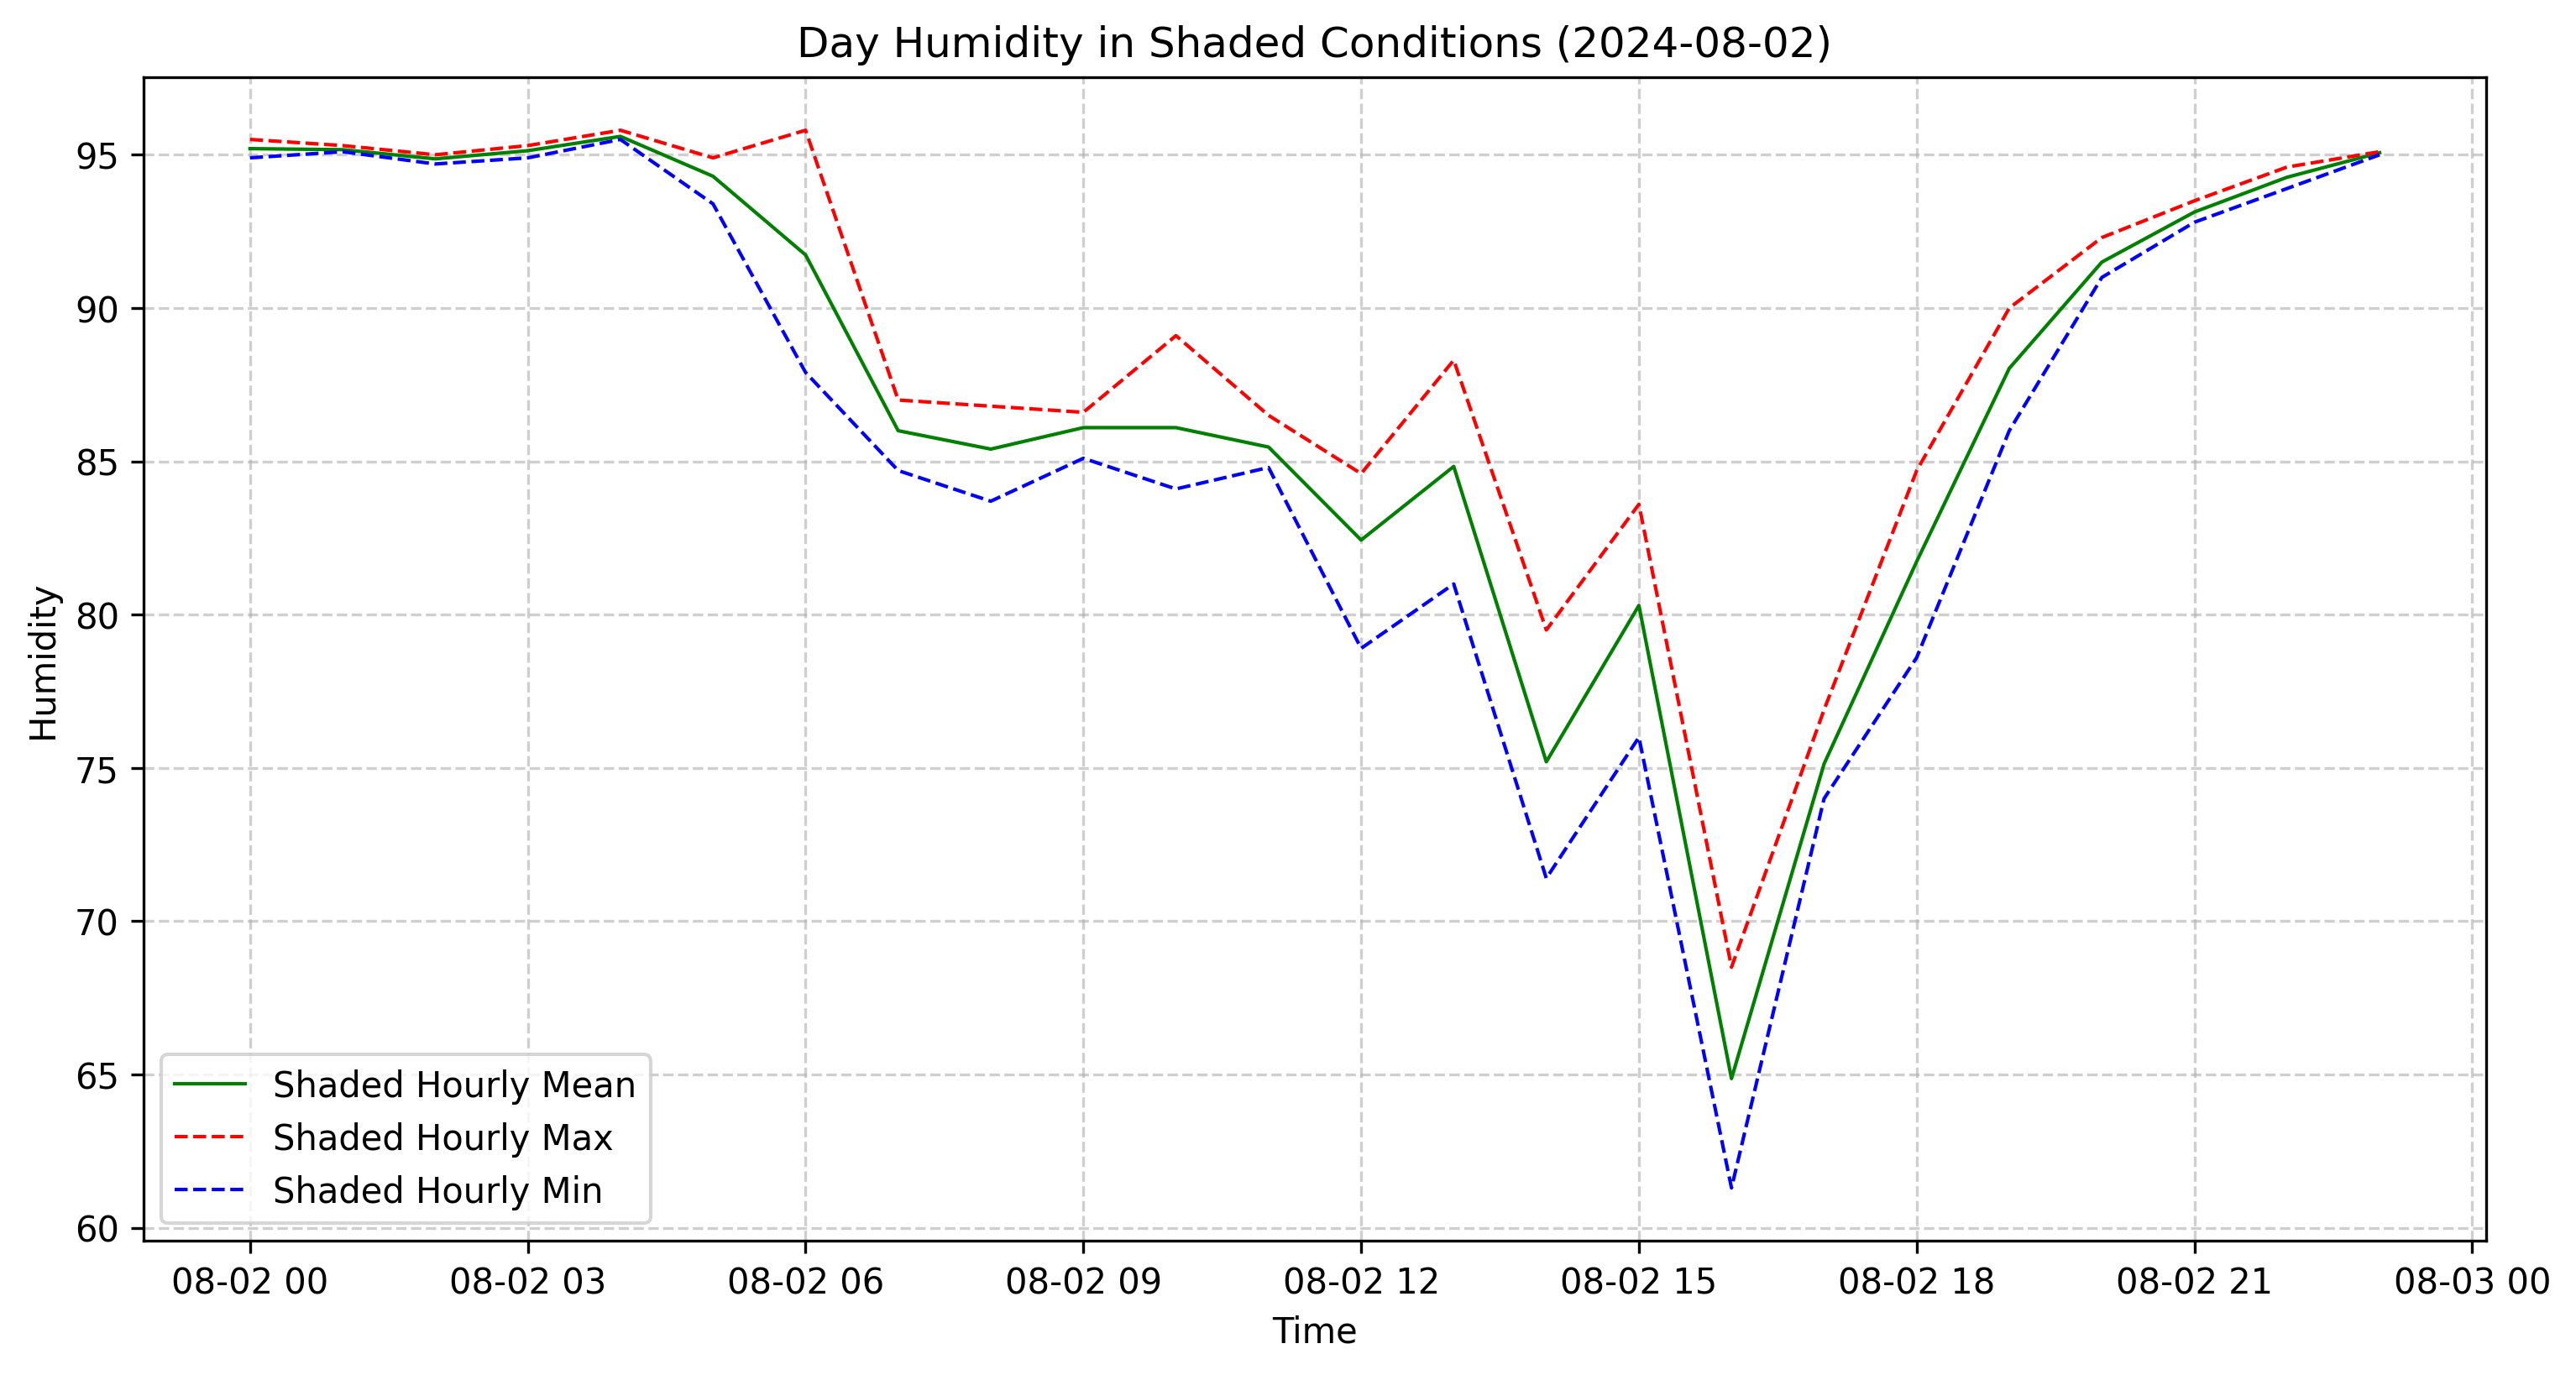 Day Humidity in Shaded Conditions (2024-08-02)
Humidity
95
90
85
80
75
70
65
60
Shaded Hourly Mean
Shaded Hourly Max
Shaded Hourly Min
08-02 00 08-02 03 08-02 06 08-02 09 08-02 12 08-02 15 08-02 18 08-02 21 08-03 00
Time